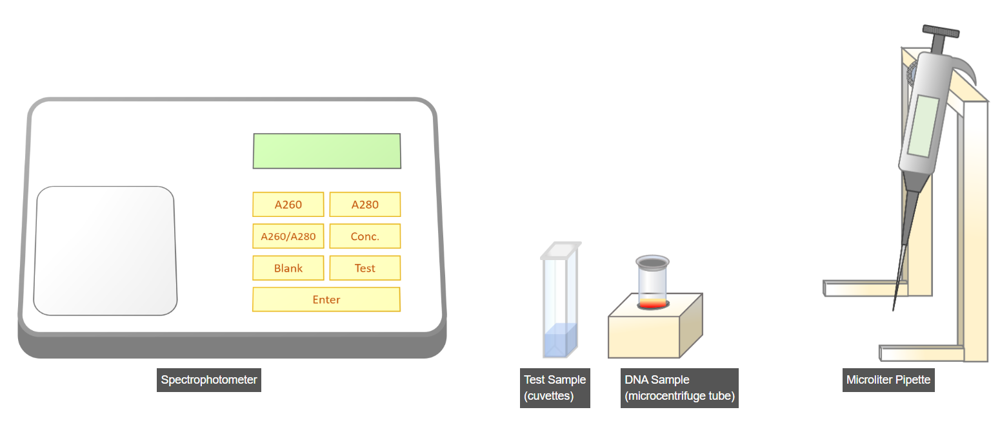 A260
A280
A260/A280
Conc.
Blank
Test
Enter
Spectrophotometer
Test Sample
(cuvettes)
DNA Sample
(microcentrifuge tube)
Microliter Pipette